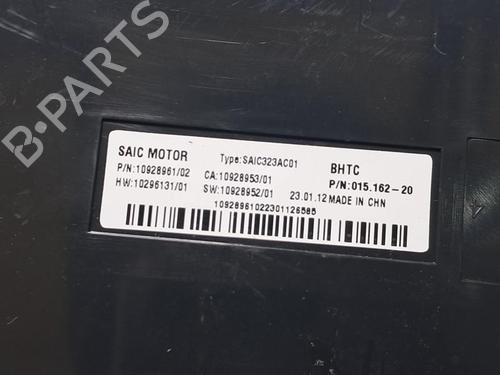 B-PARTS
SAIC MOTOR Type:SAIC323AC01 BHTC
P/N:10928961/02 CA:10928953/01 P/N:015.162-20
HW:10296131/01 SW:10928952/01 23.01.12 MADE IN CHN
10928961022301126585